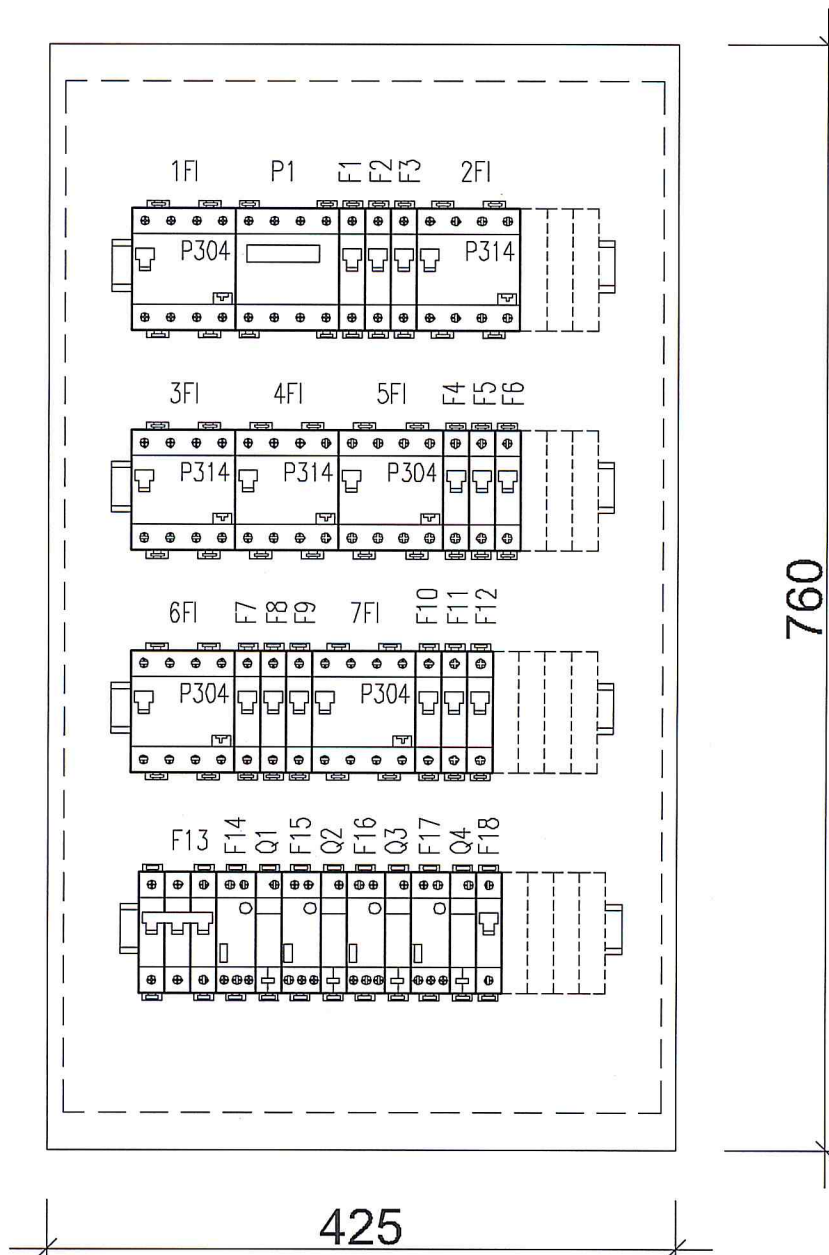 1FI P1 F1 F2 F3 2FI
P304 P314
3FI 4FI 5FI F4 F5 F6
P314 P314 P304
760
6FI F7 F8 F9 7FI F10 F11 F12
P304 P304
F13 F14 Q1 F15 Q2 F16 Q3 F17 Q4 F18
425